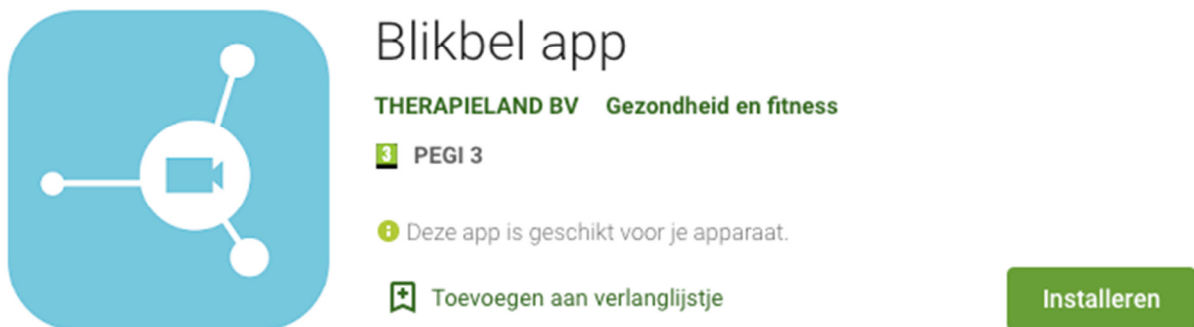 Blikbel app
THERAPIELAND BV Gezondheid en fitness
3 PEGI 3
Deze app is geschikt voor je apparaat.
Toevoegen aan verlanglijstje
Installeren